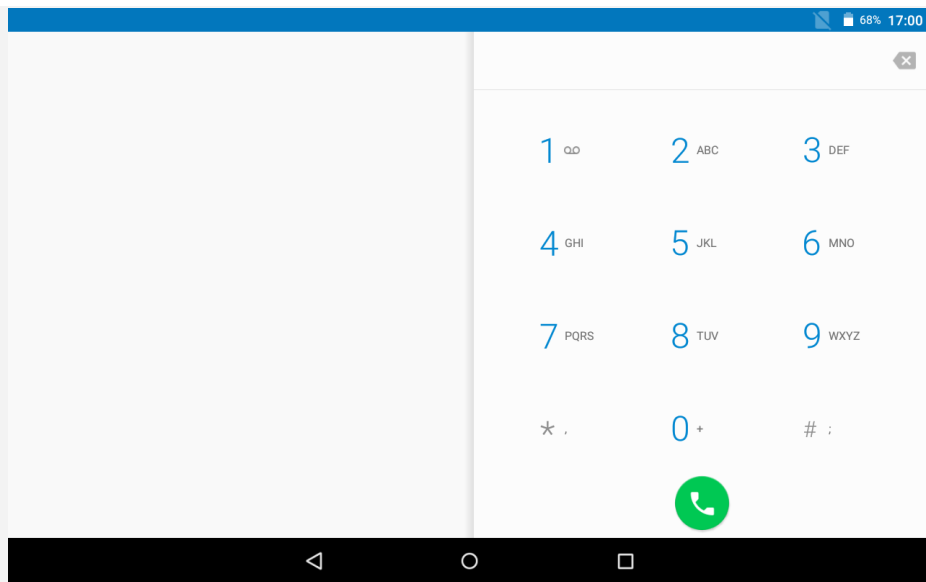 68% 17:00
1 2 ABC 3 DEF
4 GHI 5 JKL 6 MNO
7 PQRS 8 TUV 9 WXYZ
* , 0 + # ;